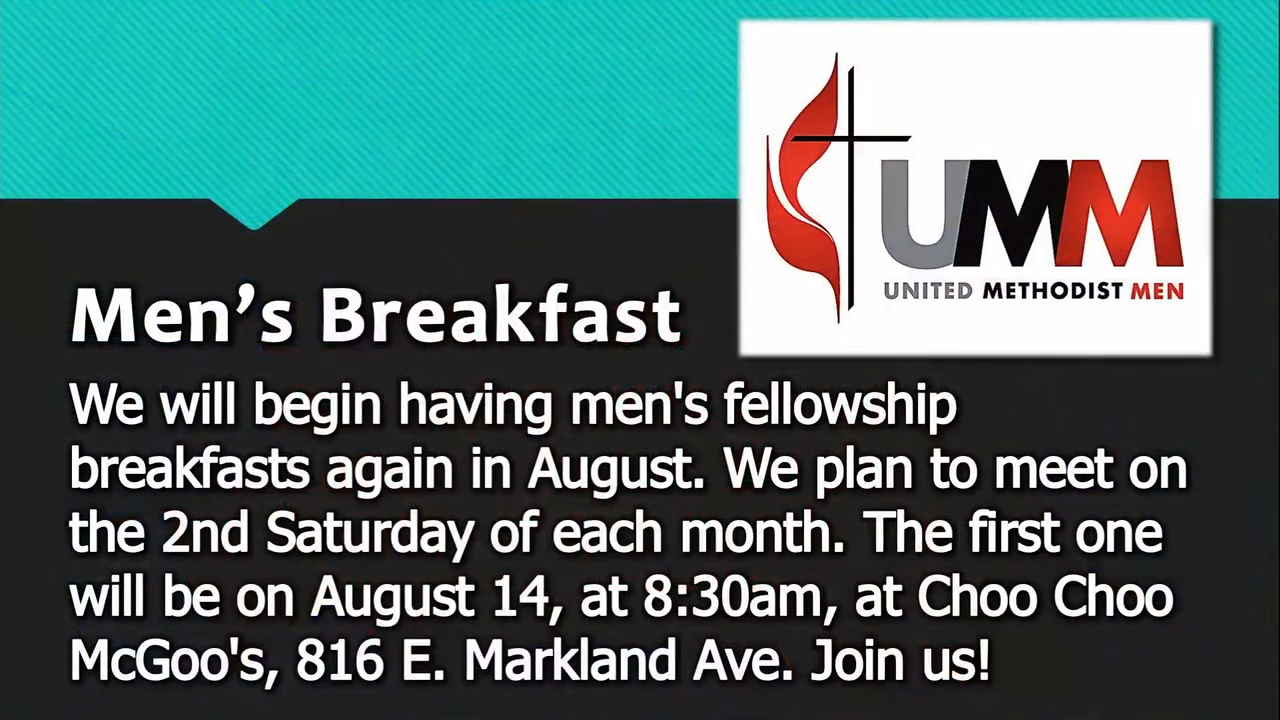 UMM
UNITED METHODIST MEN
Men’s Breakfast
We will begin having men's fellowship
breakfasts again in August. We plan to meet on
the 2nd Saturday of each month. The first one
will be on August 14, at 8:30am, at Choo Choo
McGoo's, 816 E. Markland Ave. Join us!